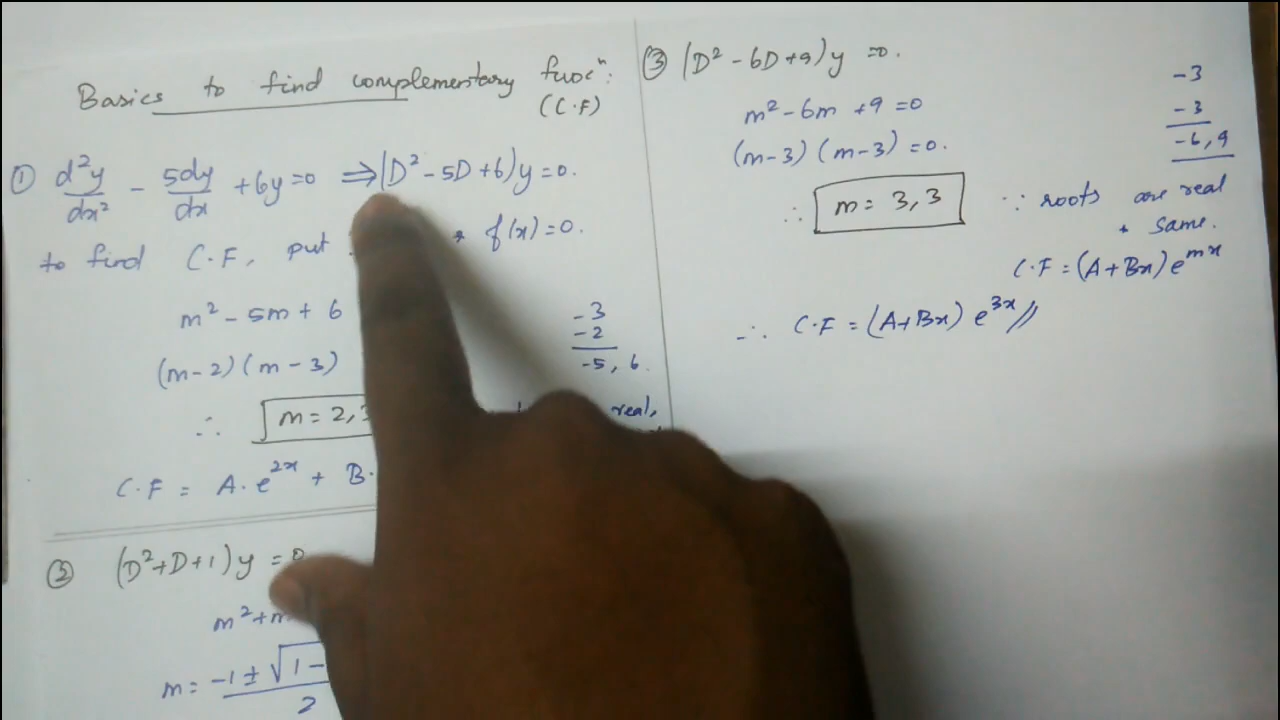 Basics to find complementary funcⁿ:
(C.F)
① d²y/dx² - 5dy/dx + 6y=0 ⇒ (D² - 5D + 6)y = 0.
to find C.F, put f(x) = 0.
m² - 5m + 6
-3
-2
-5, 6.
(m-2)(m-3)
∴ m = 2,
real,
C.F = A.e²ˣ + B.
② (D²+D+1)y = 0
m²+m
m = -1 ± √1- / 2
③ (D² - 6D+9)y = 0.
m² - 6m + 9 = 0
-3
-3
-6, 9
(m-3)(m-3) = 0.
∴ m = 3, 3
∵ roots are real
+ same.
C.F = (A+Bx)e^mx
∴ C.F = (A+Bx) e^3x //